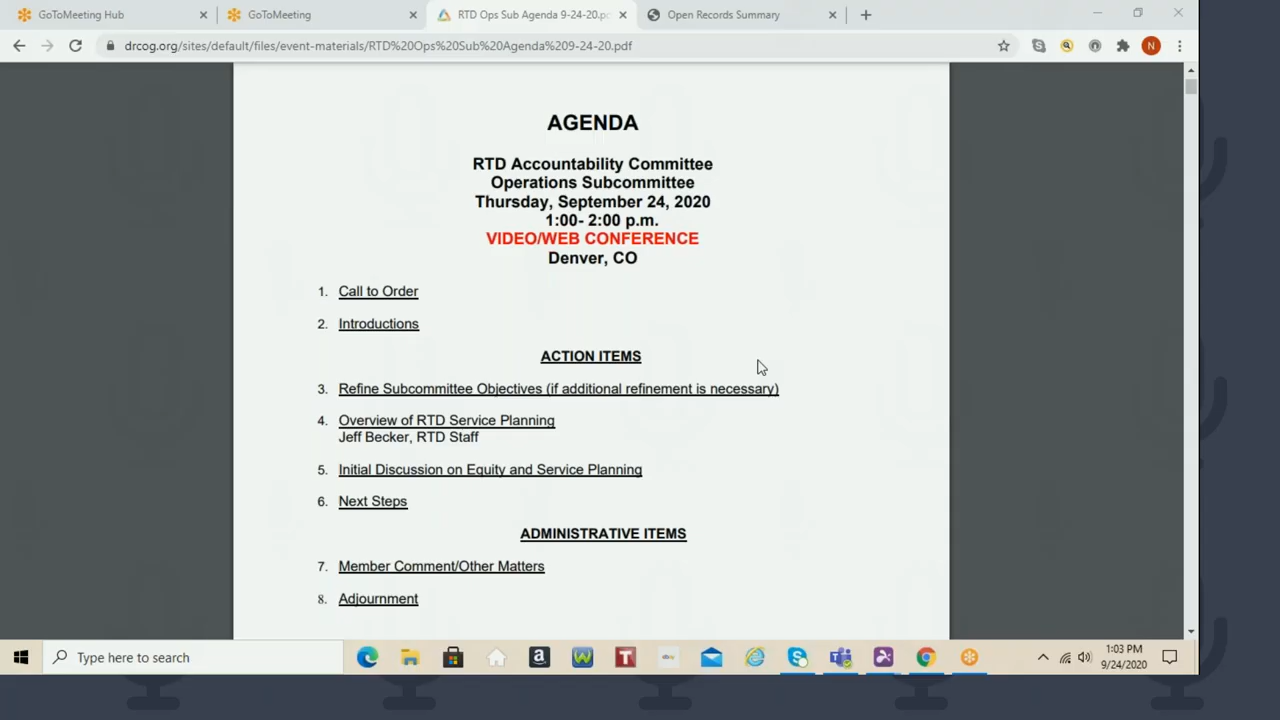 GoToMeeting Hub
GoToMeeting
RTD Ops Sub Agenda 9-24-20.pc
Open Records Summary
N
drcog.org/sites/default/files/event-materials/RTD%20Ops%20Sub%20Agenda%209-24-20.pdf
AGENDA
RTD Accountability Committee
Operations Subcommittee
Thursday, September 24, 2020
1:00- 2:00 p.m.
VIDEO/WEB CONFERENCE
Denver, CO
1. Call to Order
2. Introductions
ACTION ITEMS
3. Refine Subcommittee Objectives (if additional refinement is necessary)
4. Overview of RTD Service Planning
Jeff Becker, RTD Staff
5. Initial Discussion on Equity and Service Planning
6. Next Steps
ADMINISTRATIVE ITEMS
7. Member Comment/Other Matters
8. Adjournment
Type here to search
1:03 PM
9/24/2020